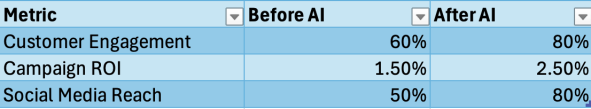 Metric Before AI After AI
Customer Engagement 60% 80%
Campaign ROI 1.50% 2.50%
Social Media Reach 50% 80%